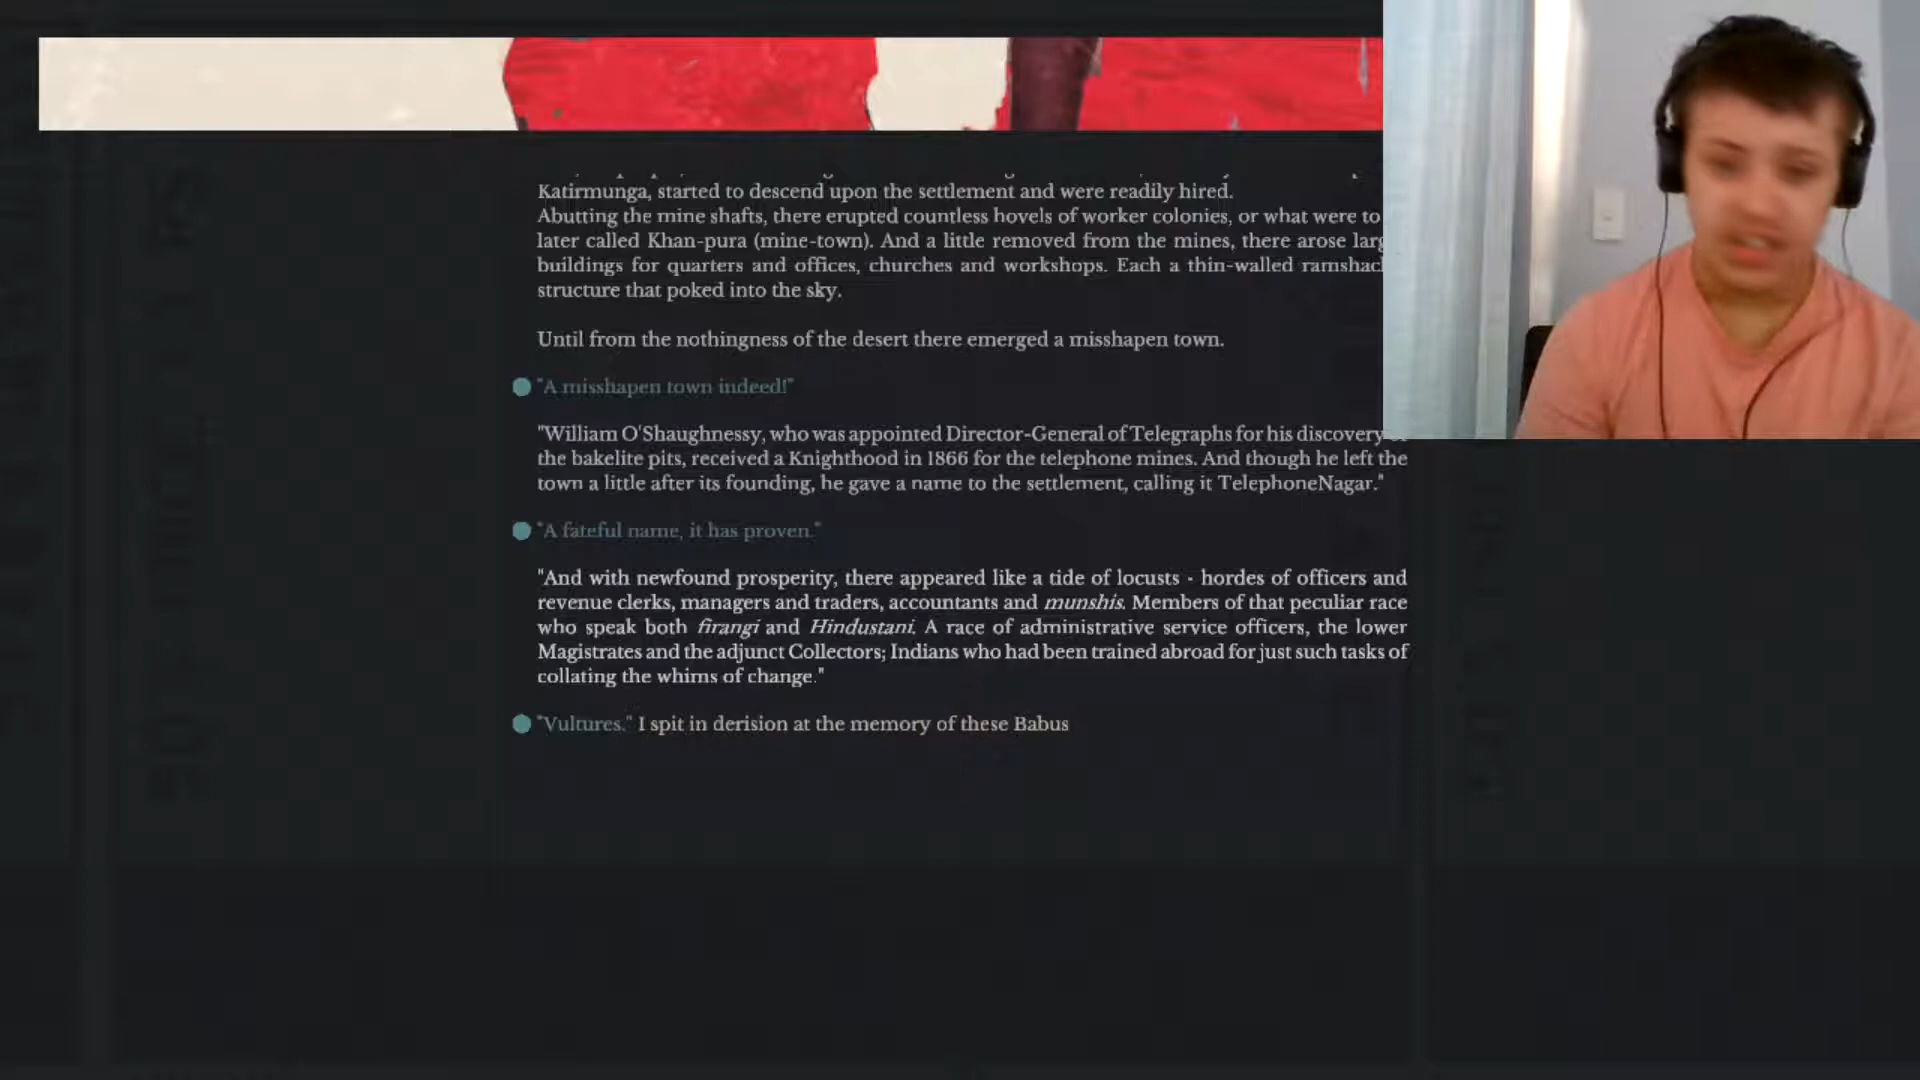 Katirmunga, started to descend upon the settlement and were readily hired.
Abutting the mine shafts, there erupted countless hovels of worker colonies, or what were to
later called Khan-pura (mine-town). And a little removed from the mines, there arose
buildings for quarters and offices, churches and workshops. Each a thin-walled
structure that poked into the sky.
Until from the nothingness of the desert there emerged a misshapen town.
"A misshapen town indeed!"
"William O'Shaughnessy, who was appointed Director-General of Telegraphs for his discovery
the bakelite pits, received a Knighthood in 1866 for the telephone mines. And though he left the
town a little after its founding, he gave a name to the settlement, calling it TelephoneNagar."
"A fateful name, it has proven."
"And with newfound prosperity, there appeared like a tide of locusts - hordes of officers and
revenue clerks, managers and traders, accountants and munshis. Members of that peculiar race
who speak both firangi and Hindustani. A race of administrative service officers, the lower
Magistrates and the adjunct Collectors; Indians who had been trained abroad for just such tasks of
collating the whims of change."
"Vultures." I spit in derision at the memory of these Babus